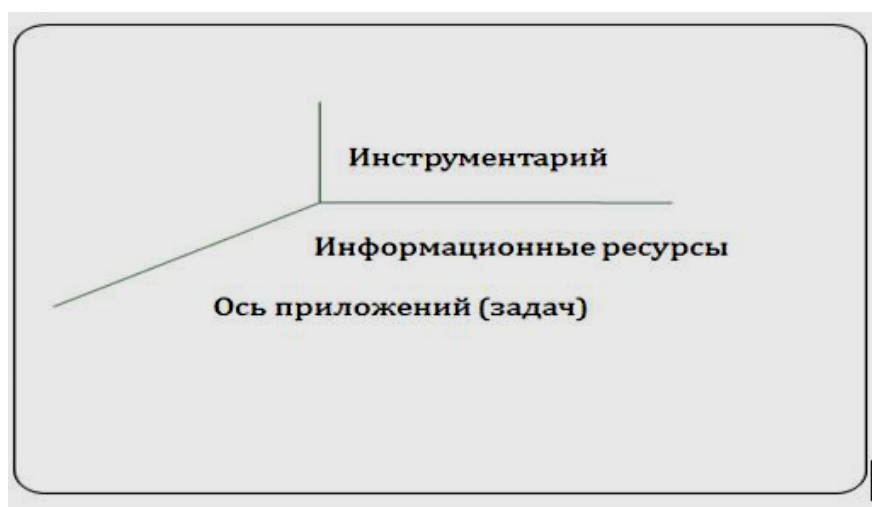 Инструментарий
Информационные ресурсы
Ось приложений (задач)